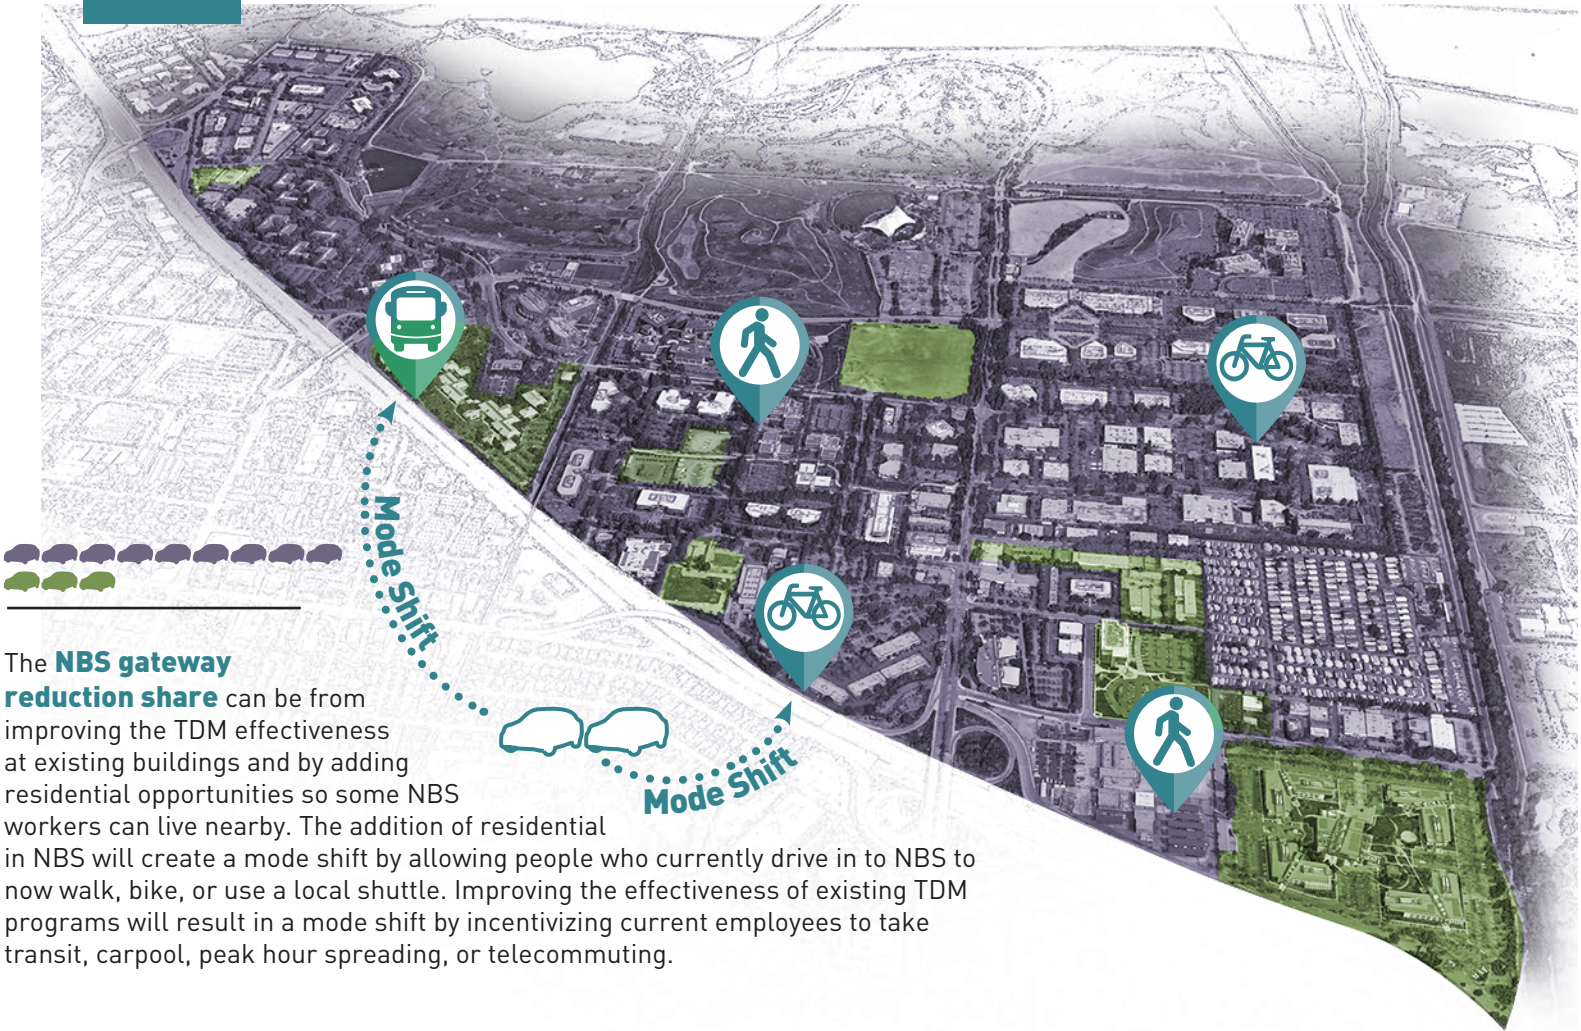 Mode Shift
Mode Shift
The NBS gateway
reduction share can be from
improving the TDM effectiveness
at existing buildings and by adding
residential opportunities so some NBS
workers can live nearby. The addition of residential
in NBS will create a mode shift by allowing people who currently drive in to NBS to
now walk, bike, or use a local shuttle. Improving the effectiveness of existing TDM
programs will result in a mode shift by incentivizing current employees to take
transit, carpool, peak hour spreading, or telecommuting.